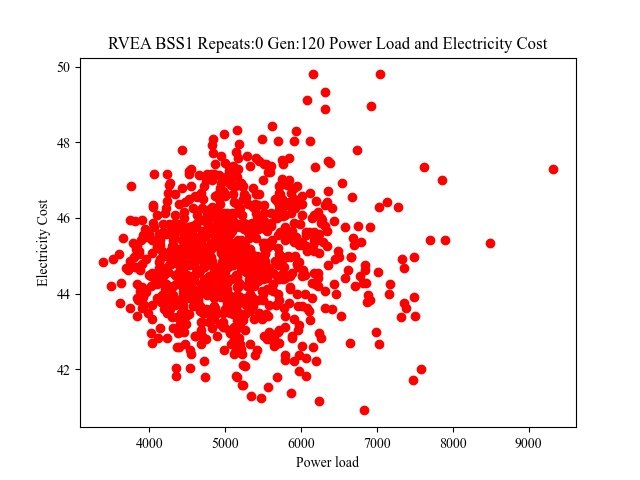 RVEA BSS1 Repeats:0 Gen:120 Power Load and Electricity Cost
50
48
46
44
42
Electricity Cost
4000 5000 6000 7000 8000 9000
Power load